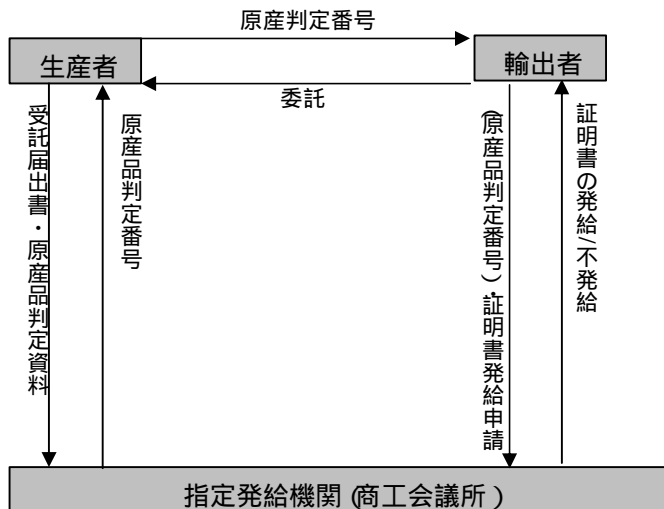 原産判定番号
生産者
輸出者
委託
受託届出書・原産品判定資料
原産品判定番号
(原産品判定番号)・証明書発給申請
証明書の発給/不発給
指定発給機関(商工会議所)